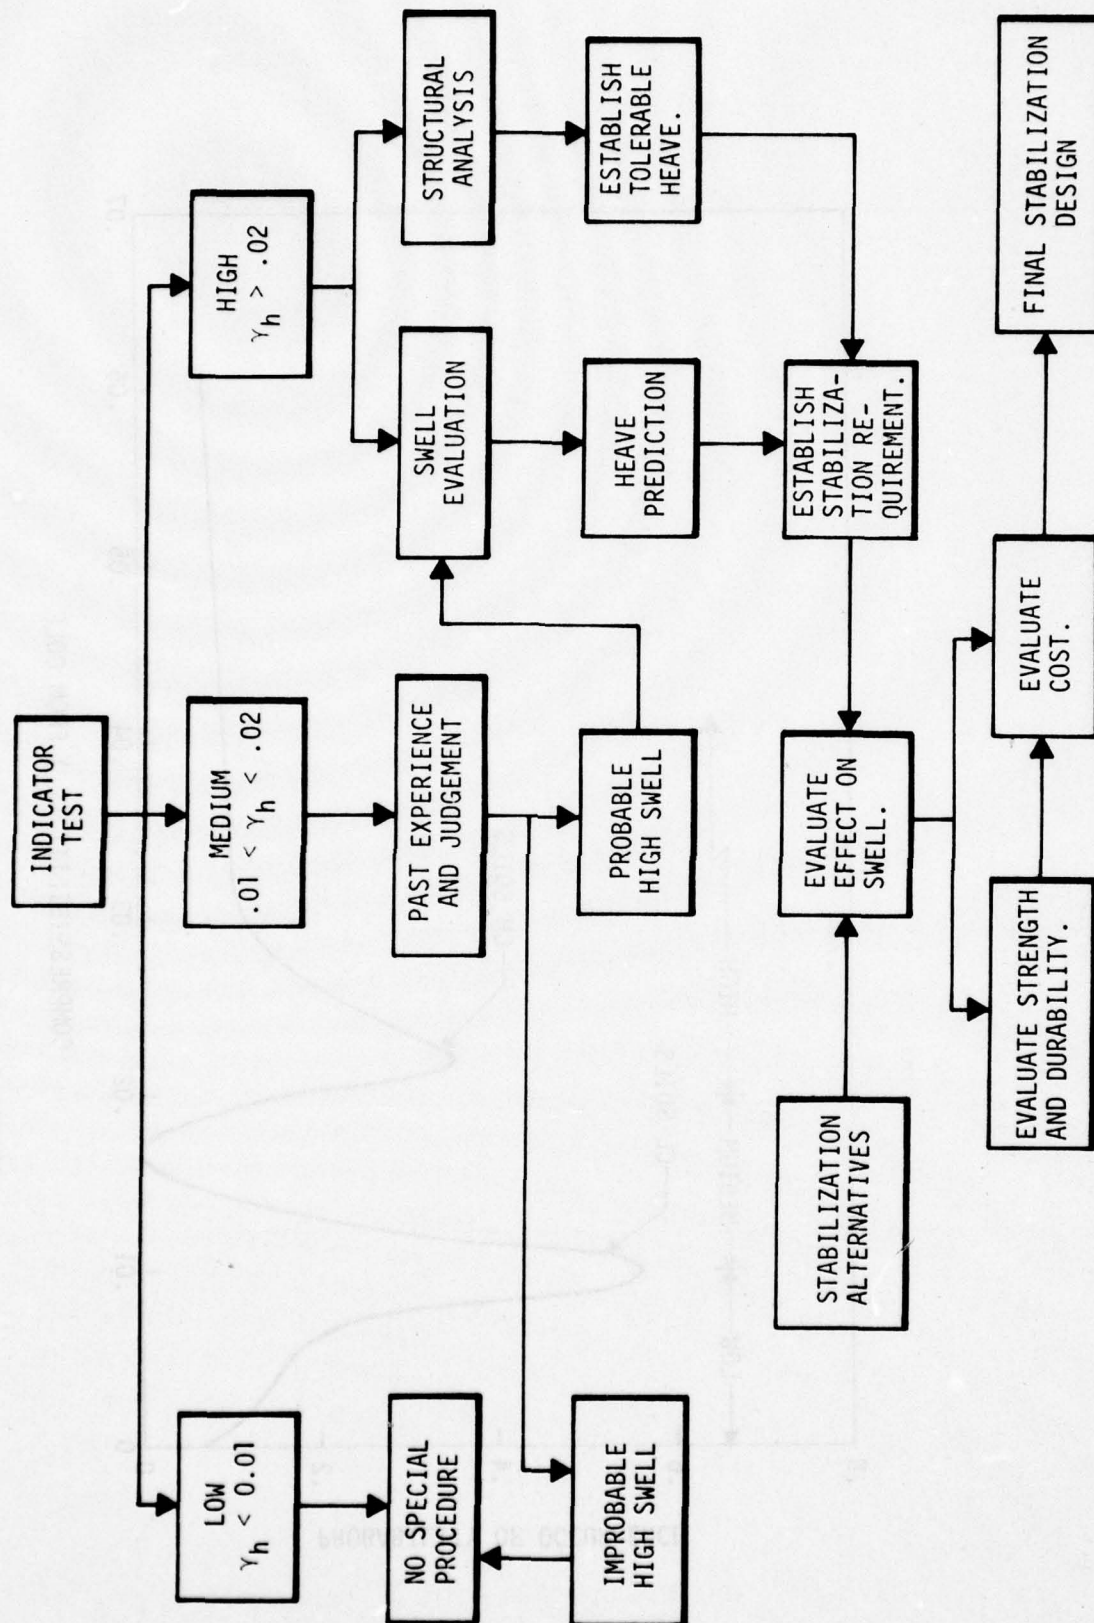 INDICATOR
TEST
LOW
γh < 0.01
MEDIUM
.01 < γh < .02
HIGH
γh > .02
NO SPECIAL
PROCEDURE
PAST EXPERIENCE
AND JUDGEMENT
SWELL
EVALUATION
STRUCTURAL
ANALYSIS
IMPROBABLE
HIGH SWELL
PROBABLE
HIGH SWELL
HEAVE
PREDICTION
ESTABLISH
TOLERABLE
HEAVE.
STABILIZATION
ALTERNATIVES
EVALUATE
EFFECT ON
SWELL.
ESTABLISH
STABILIZA-
TION RE-
QUIREMENT.
EVALUATE STRENGTH
AND DURABILITY.
EVALUATE
COST.
FINAL STABILIZATION
DESIGN